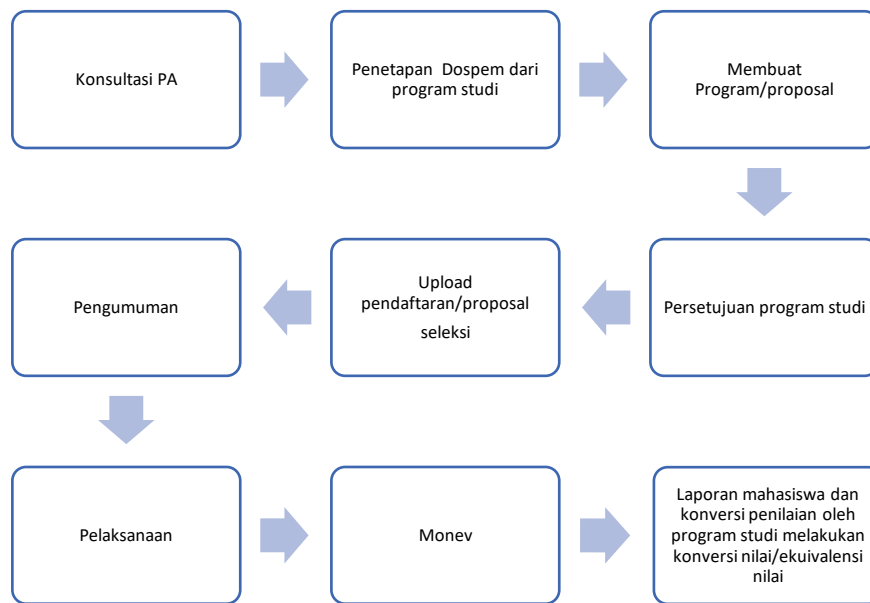 Konsultasi PA
Penetapan Dospem dari
program studi
Membuat
Program/proposal
Persetujuan program studi
Upload
pendaftaran/proposal
seleksi
Pengumuman
Pelaksanaan
Monev
Laporan mahasiswa dan
konversi penilaian oleh
program studi melakukan
konversi nilai/ekuivalensi
nilai